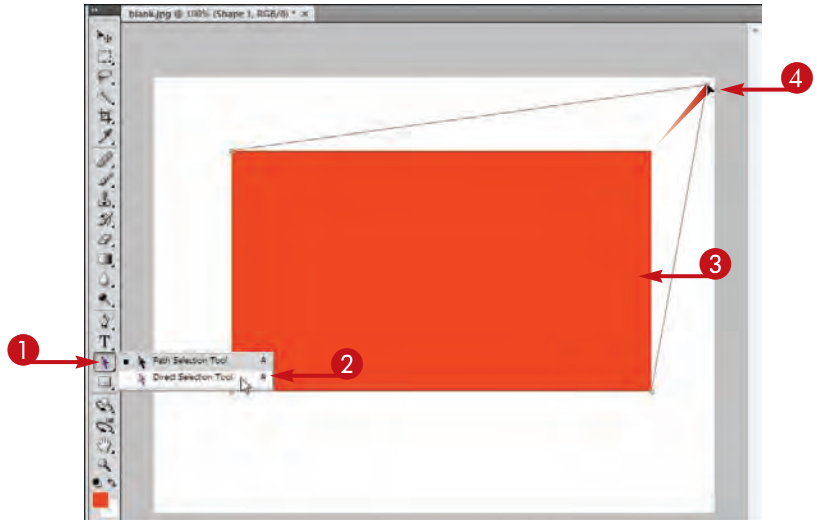 blank.jpg @ 100% (Shape 1, RGB/8) * ×
4
3
T
1
Path Selection Tool A
2
Direct Selection Tool A